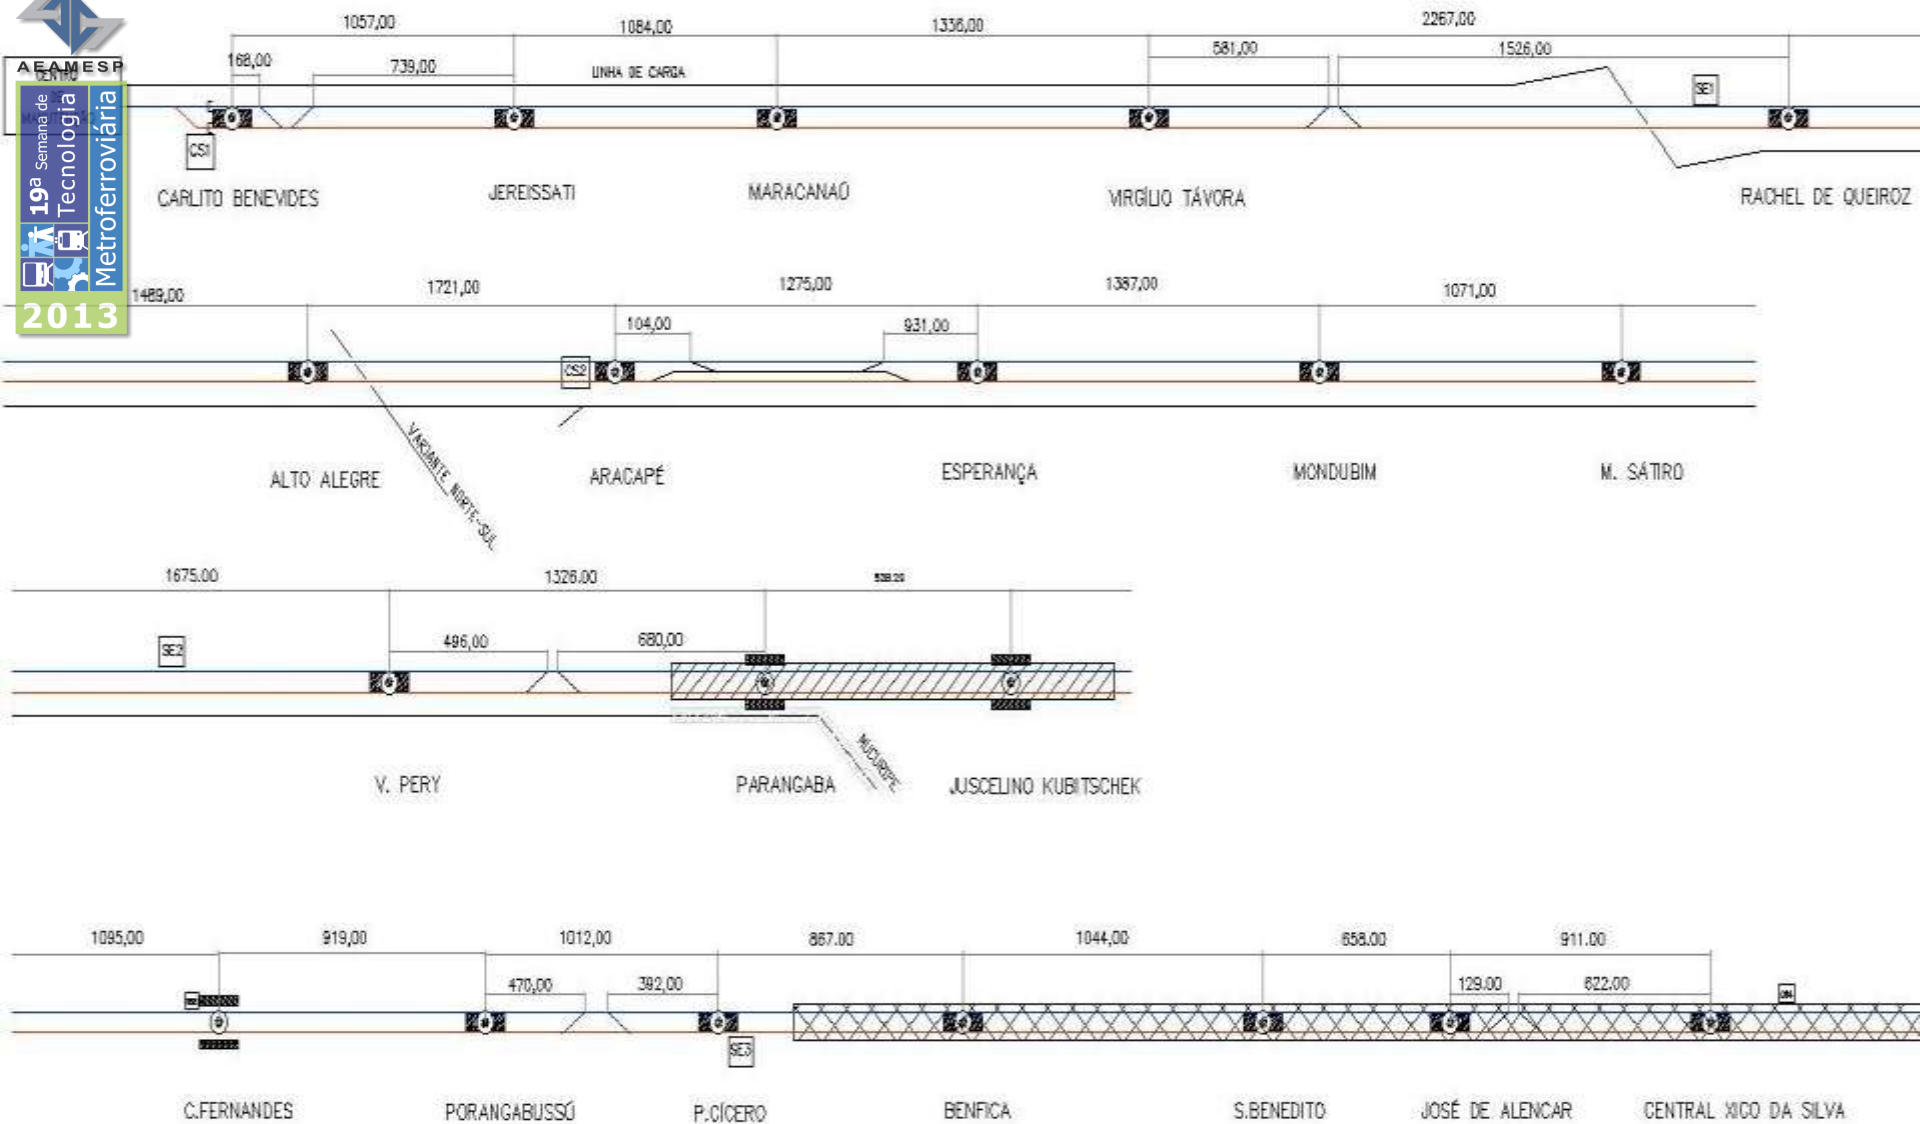 AEAMESP
19ª Semana de
Tecnologia
Metroferroviária
2013
CENTRO
1057,00
1084,00
1336,00
2267,00
168,00
739,00
LINHA DE CARGA
581,00
1526,00
SE1
CS1
CARLITO BENEVIDES
JEREISSATI
MARACANAÚ
VIRGÍLIO TÁVORA
RACHEL DE QUEIROZ
1489,00
1721,00
1275,00
1387,00
1071,00
104,00
931,00
CS2
VARIANTE NORTE-SUL
ALTO ALEGRE
ARACAPÉ
ESPERANÇA
MONDUBIM
M. SÁTIRO
1675.00
1326.00
SE2
496,00
680,00
MUCURIPE
V. PERY
PARANGABA
JUSCELINO KUBITSCHEK
1095,00
919,00
1012,00
867.00
1044,00
658.00
911.00
470,00
392,00
129.00
622.00
SE3
C.FERNANDES
PORANGABUSSÚ
P.CÍCERO
BENFICA
S.BENEDITO
JOSÉ DE ALENCAR
CENTRAL XICO DA SILVA